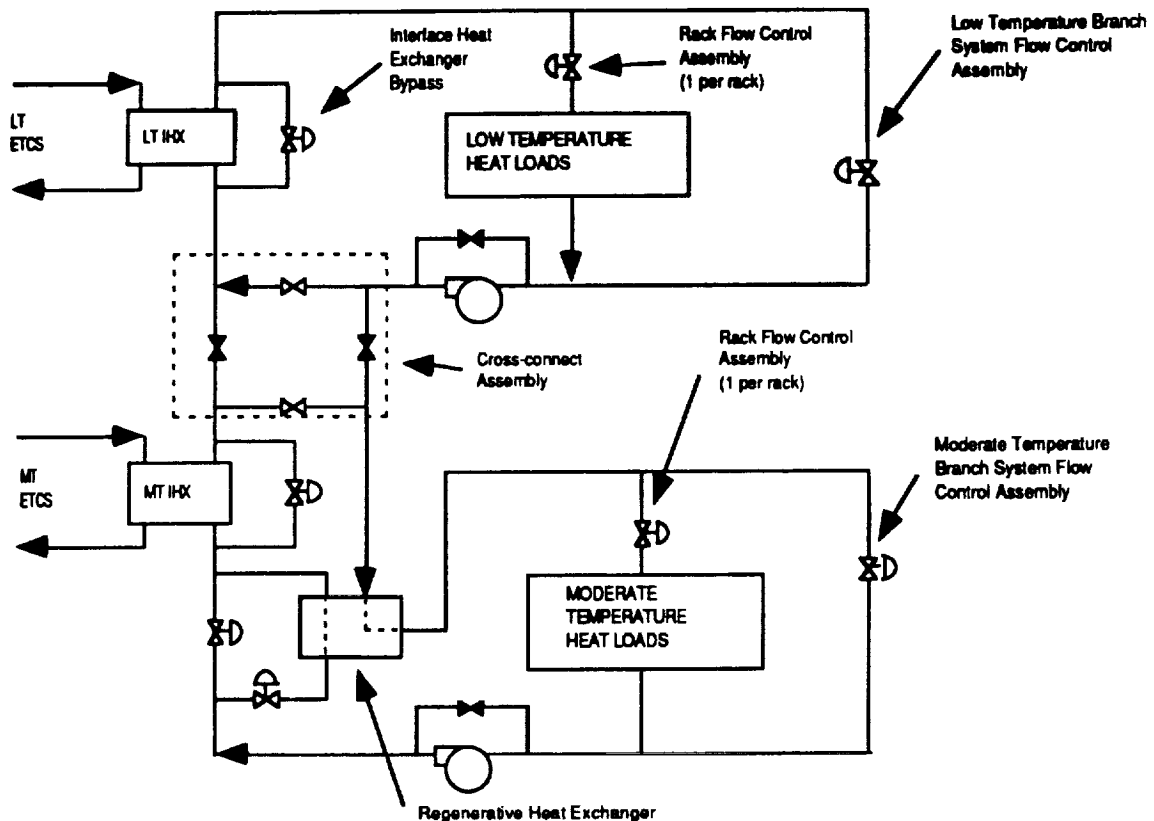 Interface Heat
Exchanger
Bypass
Rack Flow Control
Assembly
(1 per rack)
Low Temperature Branch
System Flow Control
Assembly
LT
ETCS
LT IHX
LOW TEMPERATURE
HEAT LOADS
Cross-connect
Assembly
Rack Flow Control
Assembly
(1 per rack)
Moderate Temperature
Branch System Flow
Control Assembly
MT
ETCS
MT IHX
MODERATE
TEMPERATURE
HEAT LOADS
Regenerative Heat Exchanger